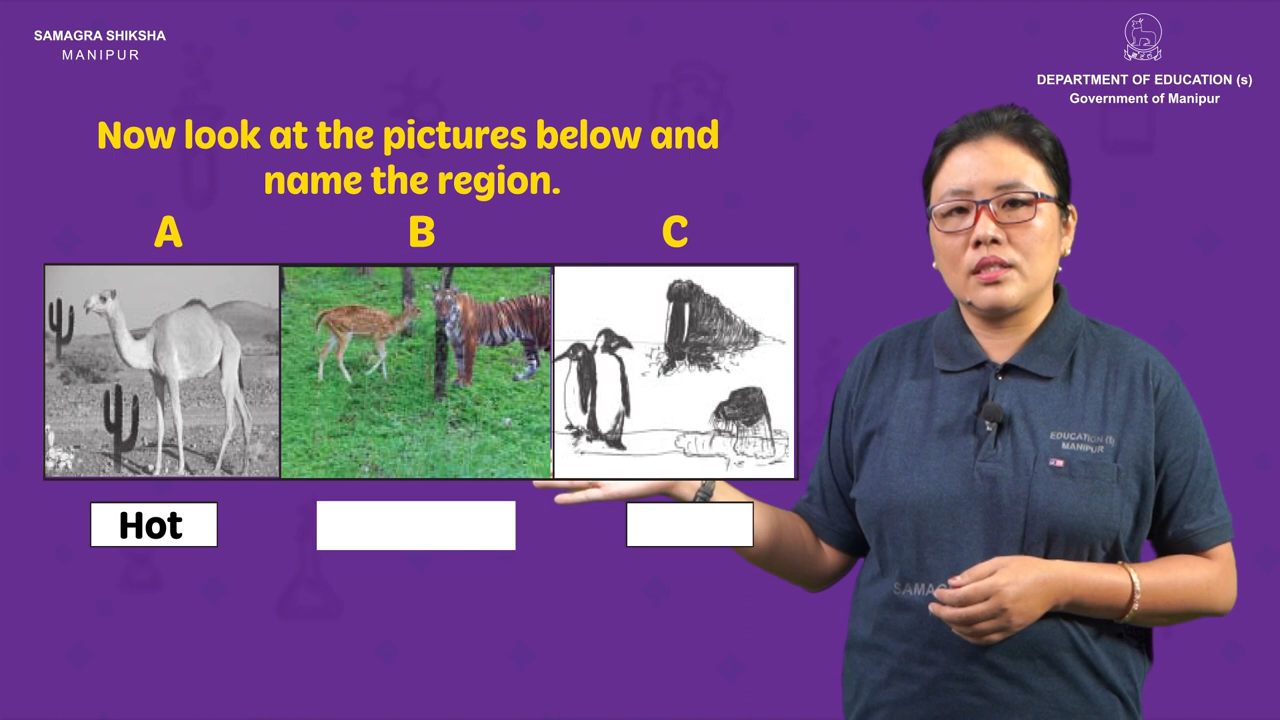 SAMAGRA SHIKSHA
MANIPUR
DEPARTMENT OF EDUCATION (s)
Government of Manipur
Now look at the pictures below and
name the region.
A B C
Hot
EDUCATION (S)
MANIPUR
SAMAG